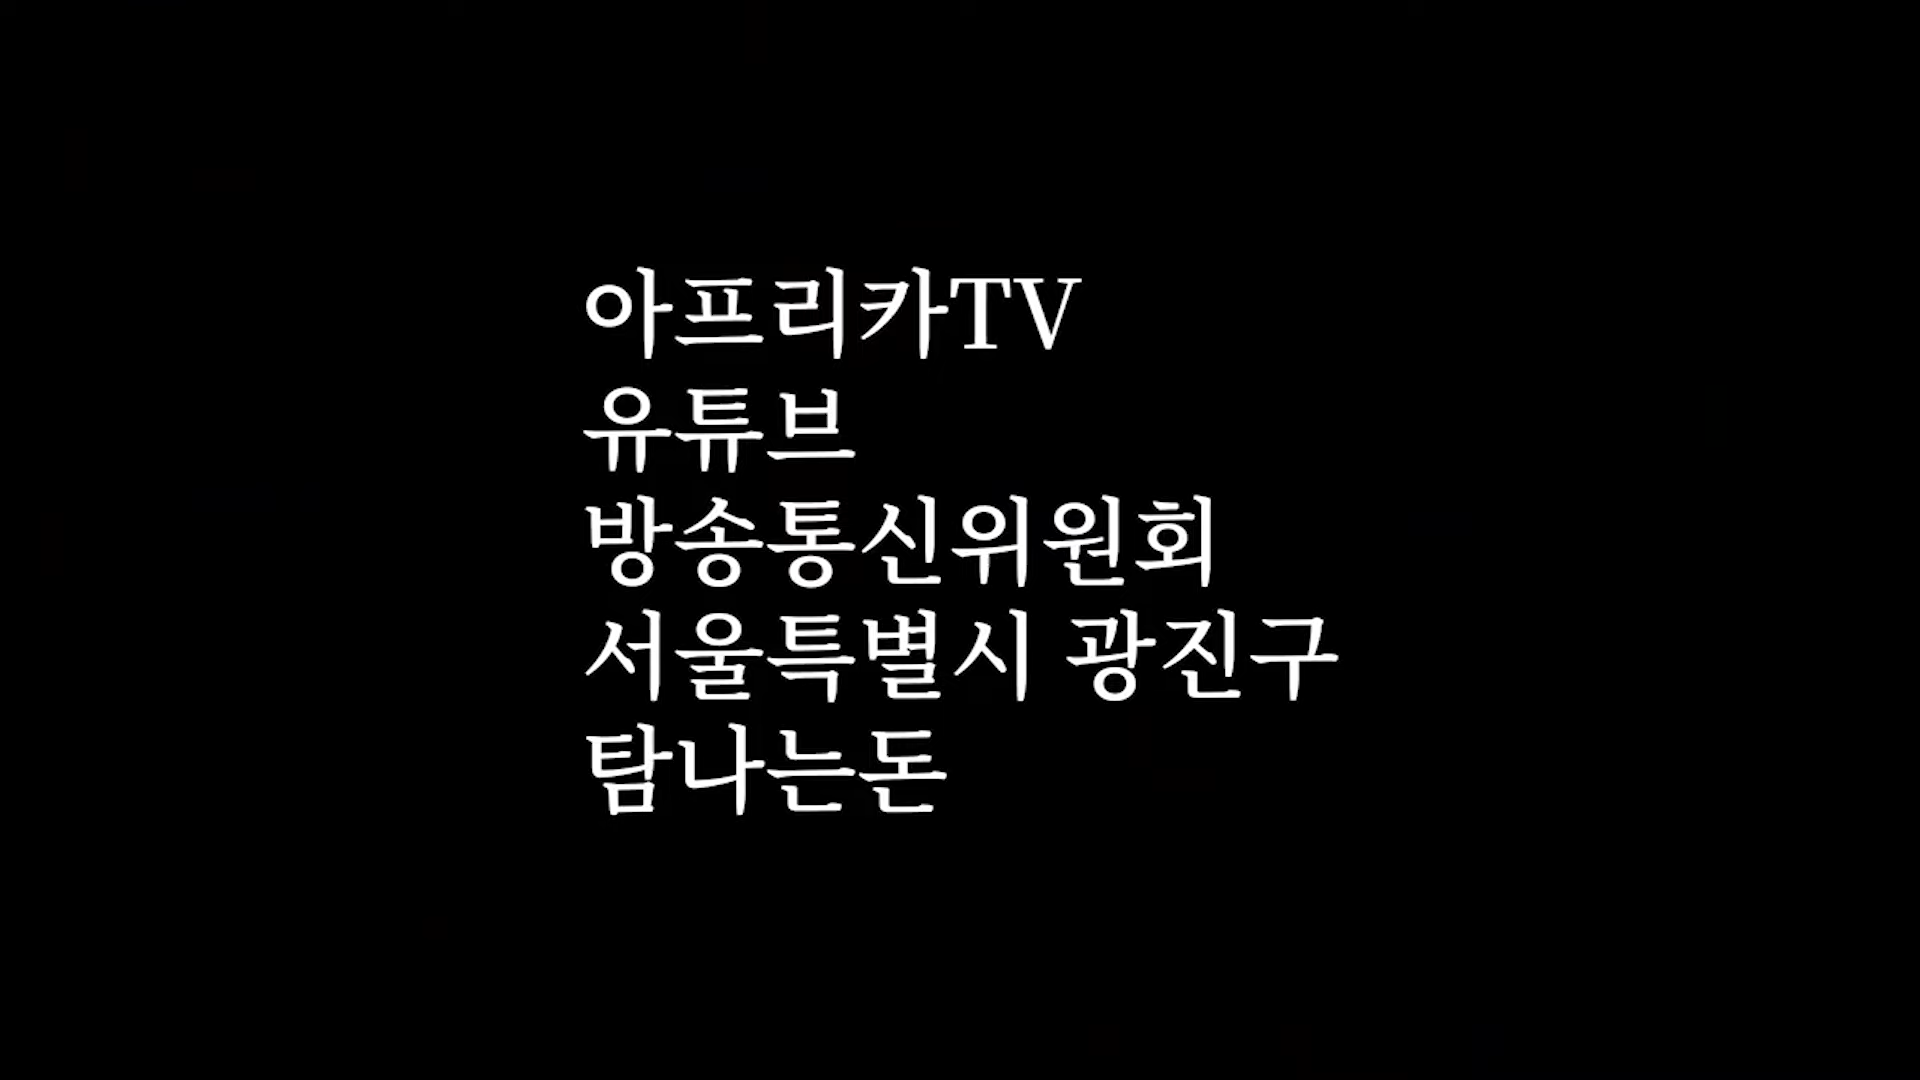 아프리카TV
유튜브
방송통신위원회
서울특별시 광진구
탐나는돈